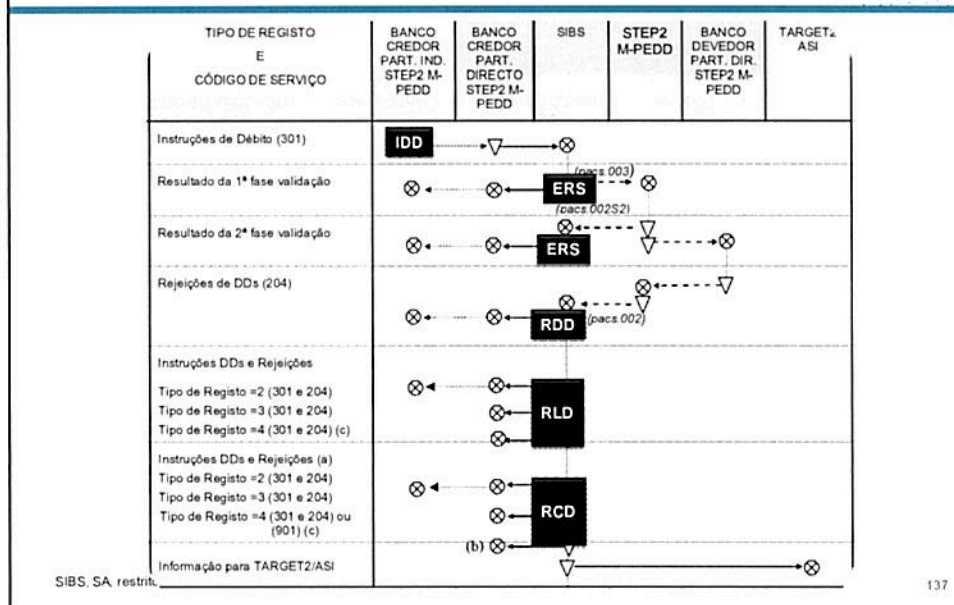 TIPO DE REGISTO
E
CÓDIGO DE SERVIÇO
BANCO
CREDOR
PART. IND.
STEP2 M-
PEDD
BANCO
CREDOR
PART.
DIRECTO
STEP2 M-
PEDD
SIBS
STEP2
M-PEDD
BANCO
DEVEDOR
PART. DIR.
STEP2 M-
PEDD
TARGET2
ASI
Instruções de Débito (301)
IDD
Resultado da 1ª fase validação
(pacs.003)
ERS
(pacs.002S2)
Resultado da 2ª fase validação
ERS
Rejeições de DDs (204)
RDD
(pacs.002)
Instruções DDs e Rejeições
Tipo de Registo =2 (301 e 204)
Tipo de Registo =3 (301 e 204)
Tipo de Registo =4 (301 e 204) (c)
RLD
Instruções DDs e Rejeições (a)
Tipo de Registo =2 (301 e 204)
Tipo de Registo =3 (301 e 204)
Tipo de Registo =4 (301 e 204) ou
(901) (c)
RCD
(b)
Informação para TARGET2/ASI
SIBS, SA, restrito
137